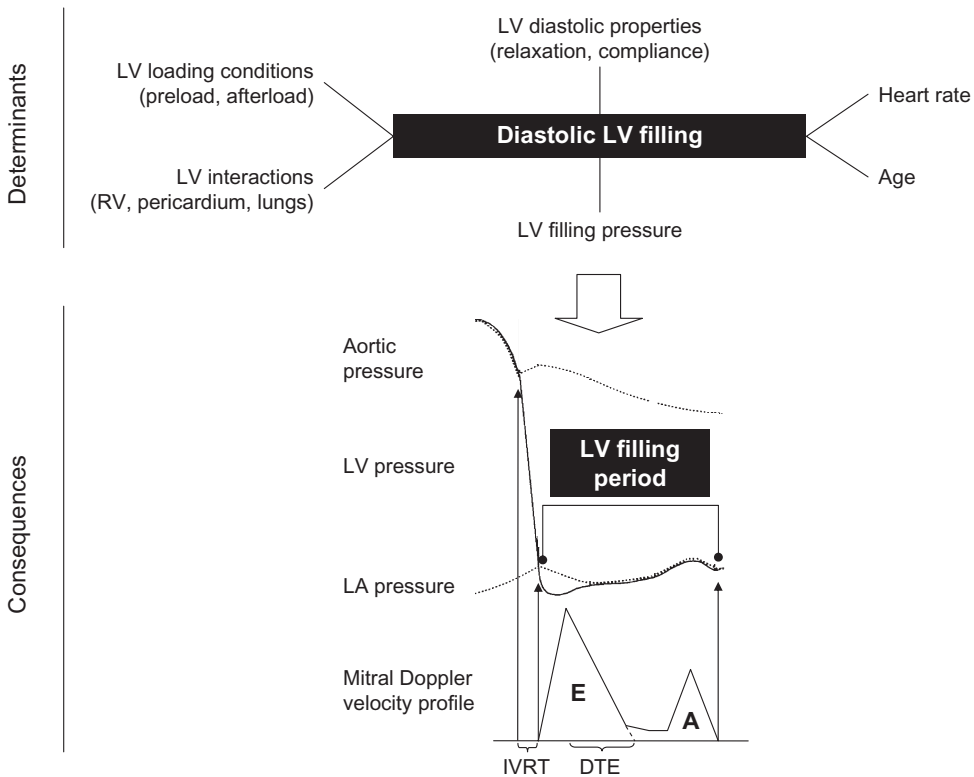 Determinants
LV diastolic properties
(relaxation, compliance)
LV loading conditions
(preload, afterload)
Heart rate
Diastolic LV filling
LV interactions
(RV, pericardium, lungs)
Age
LV filling pressure
Consequences
Aortic
pressure
LV pressure
LV filling
period
LA pressure
Mitral Doppler
velocity profile
E
A
IVRT
DTE